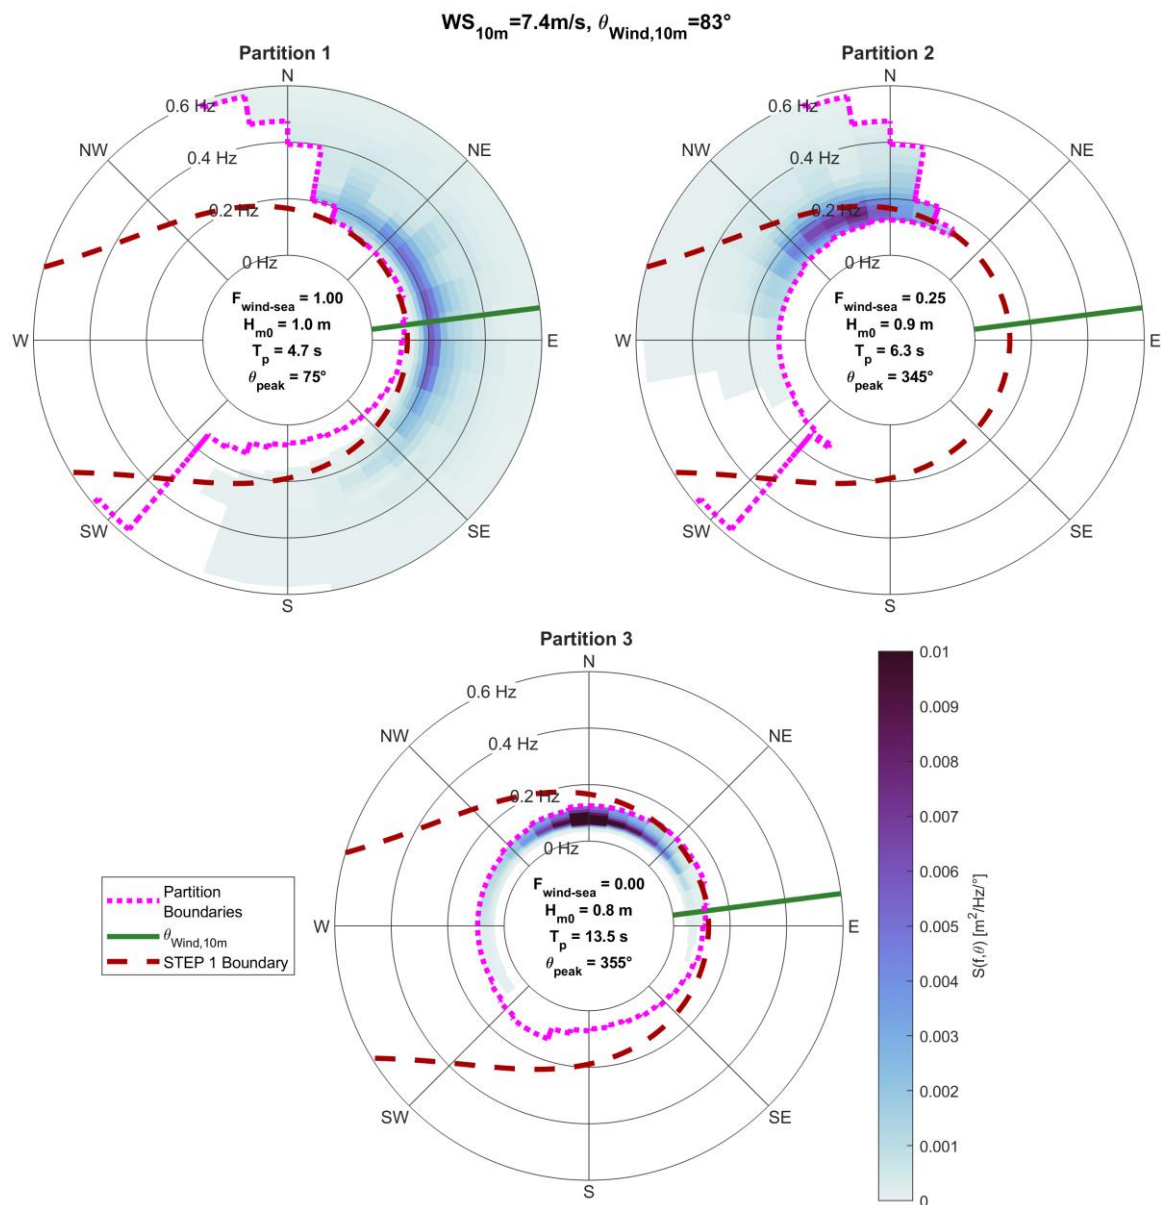 WS10m=7.4m/s, θWind,10m=83°
Partition 1
N
0.6 Hz
NW
0.4 Hz
NE
0.2 Hz
0 Hz
Fwind-sea = 1.00
Hm0 = 1.0 m
W
E
Tp = 4.7 s
θpeak = 75°
SW
SE
S
Partition 2
N
0.6 Hz
NW
0.4 Hz
NE
0.2 Hz
0 Hz
Fwind-sea = 0.25
Hm0 = 0.9 m
W
E
Tp = 6.3 s
θpeak = 345°
SW
SE
S
Partition 3
N
0.6 Hz
NW
0.4 Hz
NE
0.2 Hz
0 Hz
Fwind-sea = 0.00
Hm0 = 0.8 m
W
E
Tp = 13.5 s
θpeak = 355°
SW
SE
S
Partition
Boundaries
θWind,10m
STEP 1 Boundary
0.01
0.009
0.008
0.007
0.006
0.005
0.004
0.003
0.002
0.001
0
S(f,θ) [m²/Hz/°]